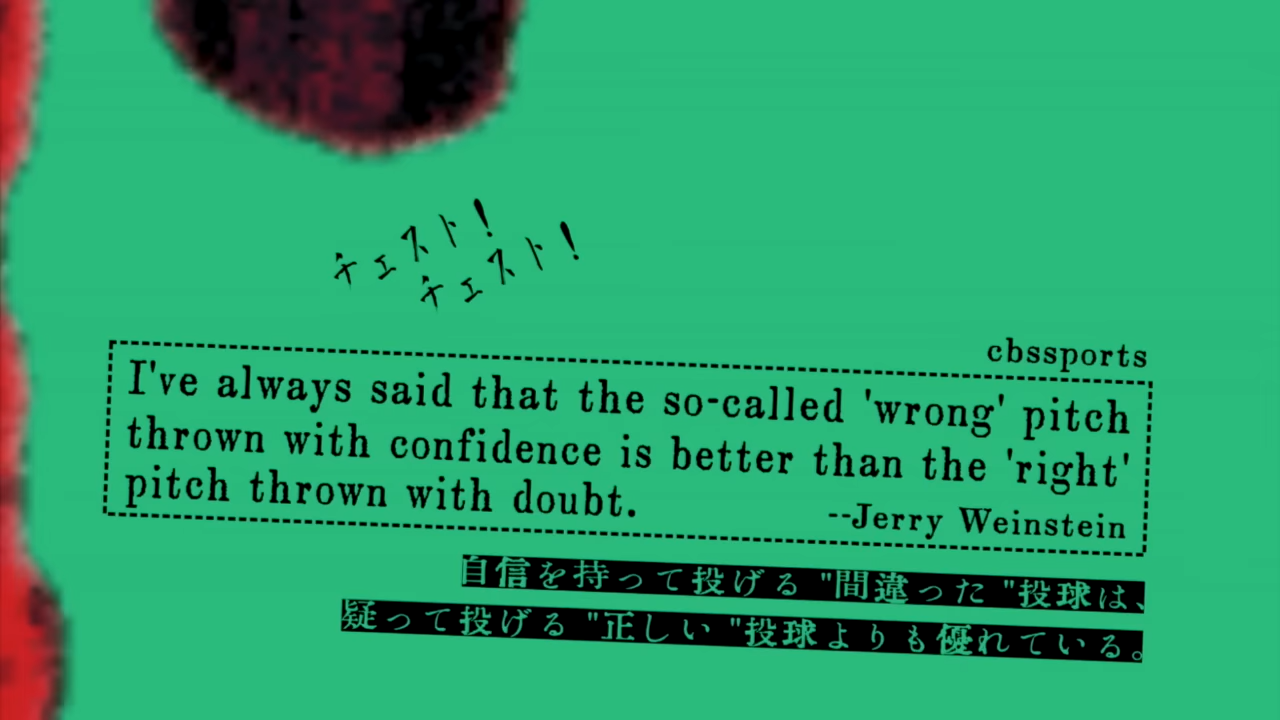 チェスト!
チェスト!
cbssports
I've always said that the so-called 'wrong' pitch
thrown with confidence is better than the 'right'
pitch thrown with doubt.
--Jerry Weinstein
自信を持って投げる "間違った "投球は、
疑って投げる "正しい "投球よりも優れている。